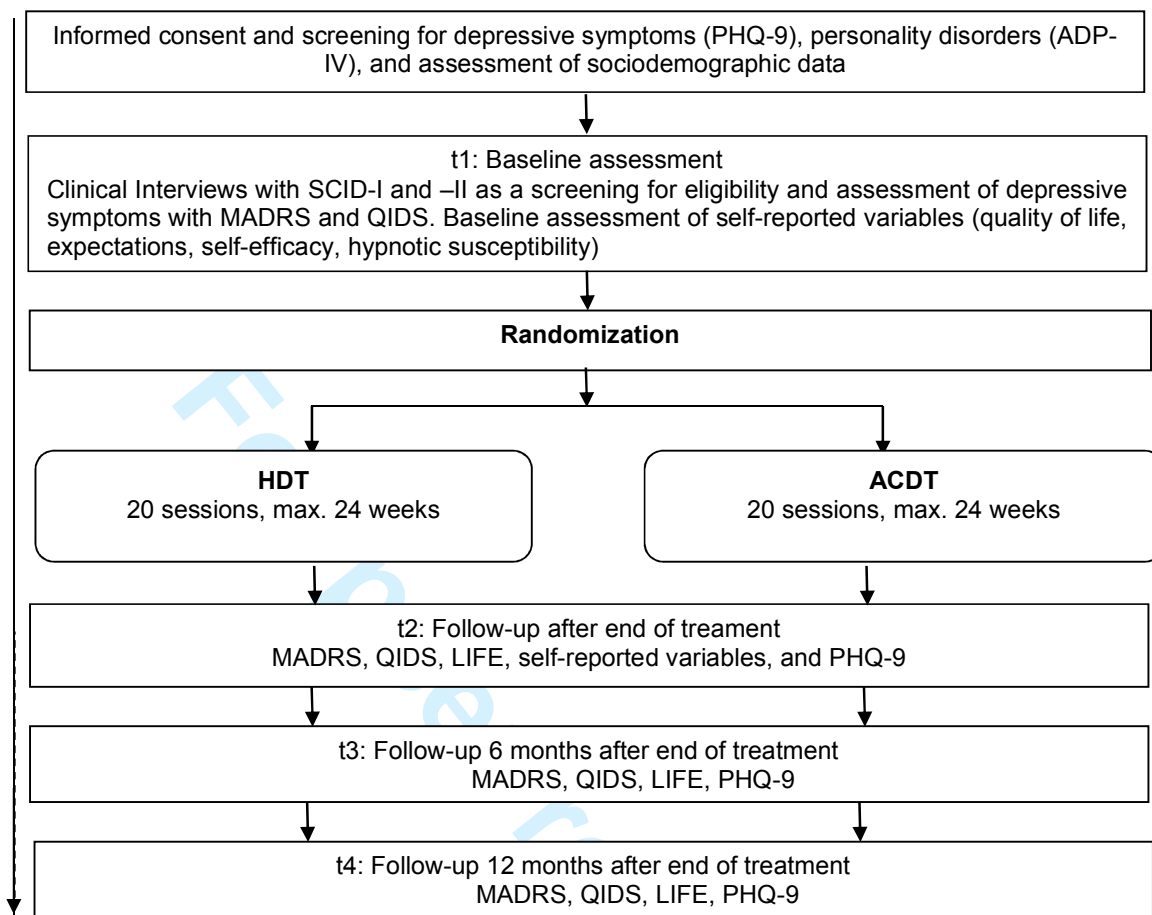 Informed consent and screening for depressive symptoms (PHQ-9), personality disorders (ADP-
IV), and assessment of sociodemographic data
t1: Baseline assessment
Clinical Interviews with SCID-I and –II as a screening for eligibility and assessment of depressive
symptoms with MADRS and QIDS. Baseline assessment of self-reported variables (quality of life,
expectations, self-efficacy, hypnotic susceptibility)
Randomization
HDT
20 sessions, max. 24 weeks
ACDT
20 sessions, max. 24 weeks
t2: Follow-up after end of treament
MADRS, QIDS, LIFE, self-reported variables, and PHQ-9
t3: Follow-up 6 months after end of treatment
MADRS, QIDS, LIFE, PHQ-9
t4: Follow-up 12 months after end of treatment
MADRS, QIDS, LIFE, PHQ-9